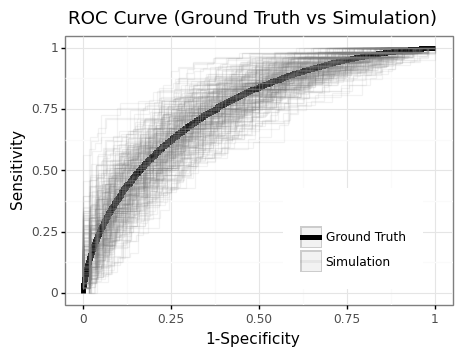 ROC Curve (Ground Truth vs Simulation)
Sensitivity
1
0.75
0.50
0.25
0
Ground Truth
Simulation
0 0.25 0.50 0.75 1
1-Specificity